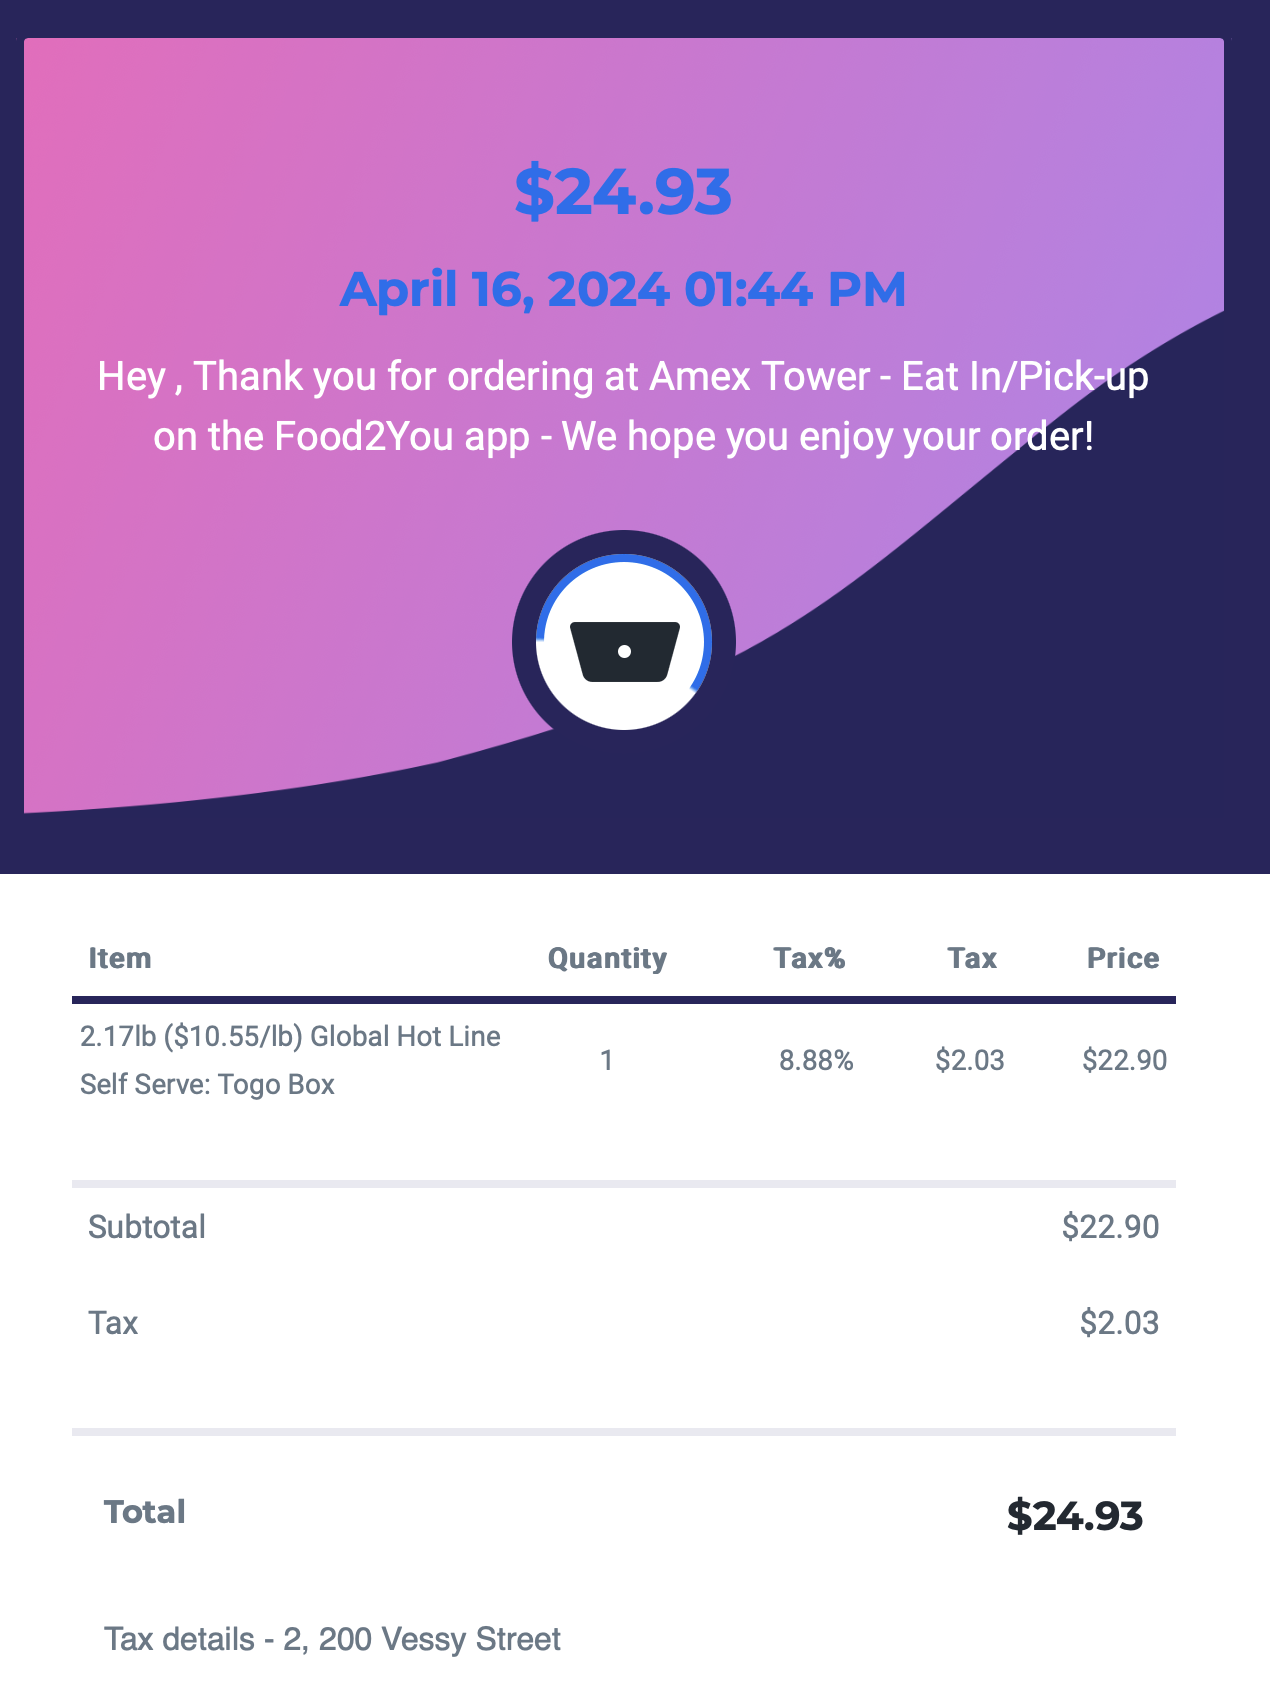 $24.93
April 16, 2024 01:44 PM
Hey , Thank you for ordering at Amex Tower - Eat In/Pick-up
on the Food2You app - We hope you enjoy your order!
Item Quantity Tax% Tax Price
2.17lb ($10.55/lb) Global Hot Line
Self Serve: Togo Box
1 8.88% $2.03 $22.90
Subtotal $22.90
Tax $2.03
Total $24.93
Tax details - 2, 200 Vessy Street